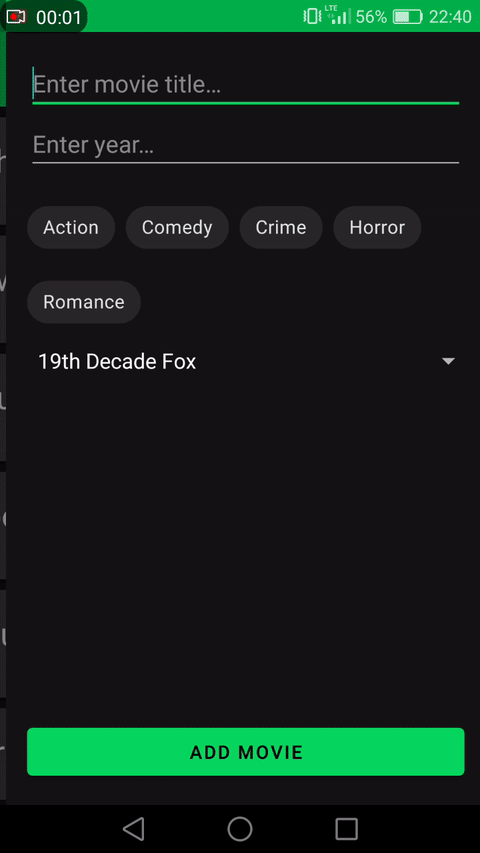 00:01 LTE 56% 22:40
Enter movie title…
Enter year…
Action Comedy Crime Horror
Romance
19th Decade Fox
ADD MOVIE